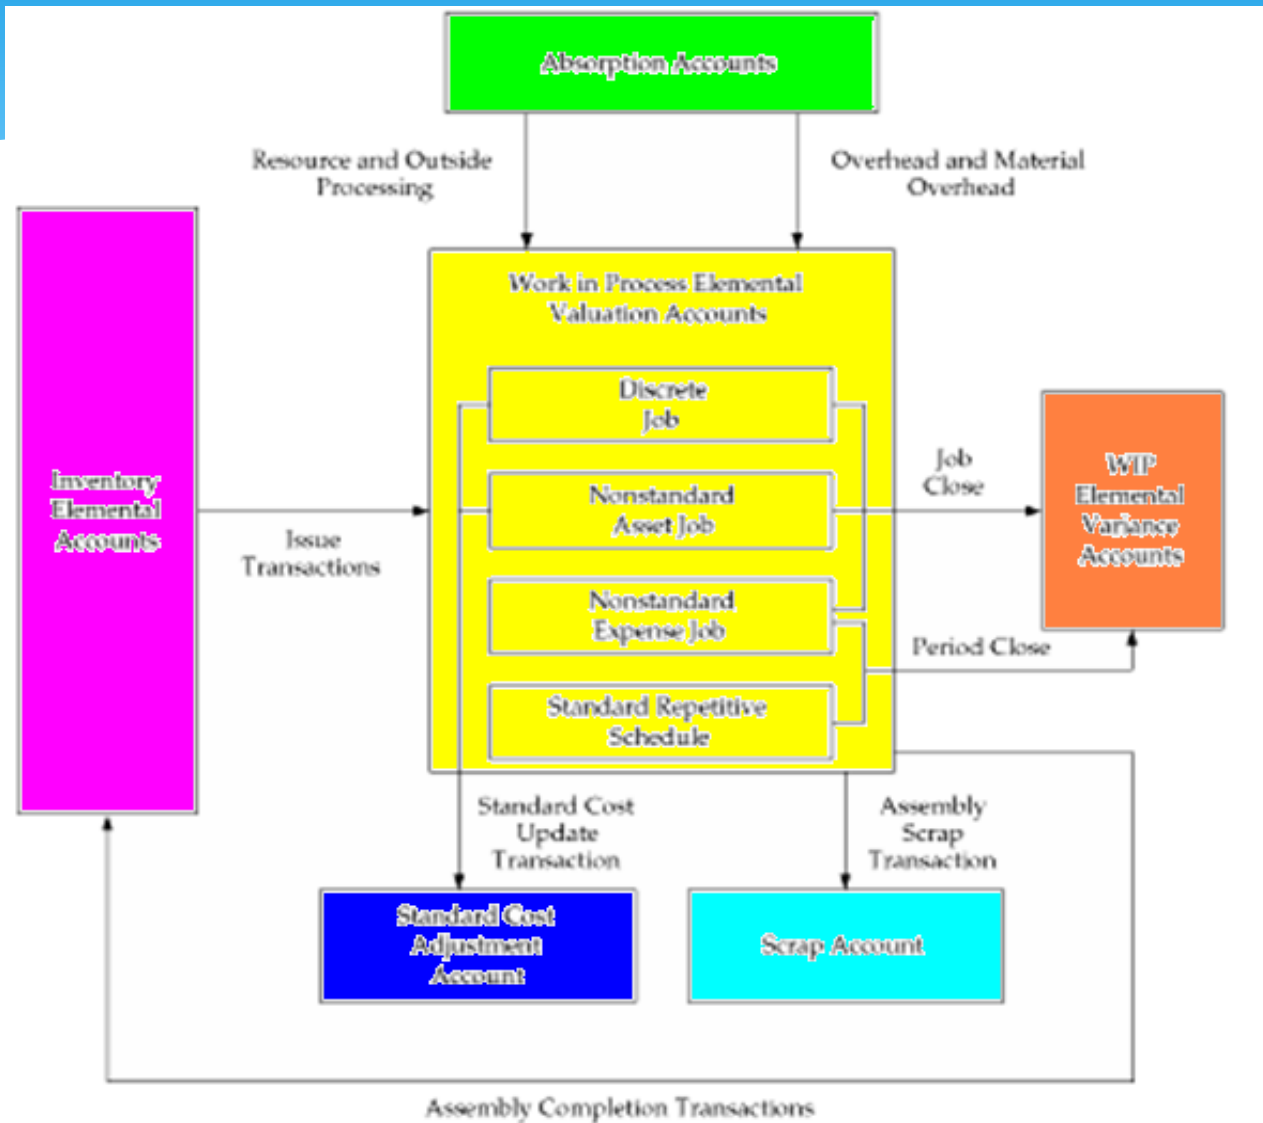 Absorption Accounts
Resource and Outside
Processing
Overhead and Material
Overhead
Work in Process Elemental
Valuation Accounts
Discrete
Job
Nonstandard
Asset Job
Nonstandard
Expense Job
Standard Repetitive
Schedule
Inventory
Elemental
Accounts
Issue
Transactions
Job
Close
WIP
Elemental
Variance
Accounts
Period Close
Standard Cost
Update
Transaction
Assembly
Scrap
Transaction
Standard Cost
Adjustment
Account
Scrap Account
Assembly Completion Transactions